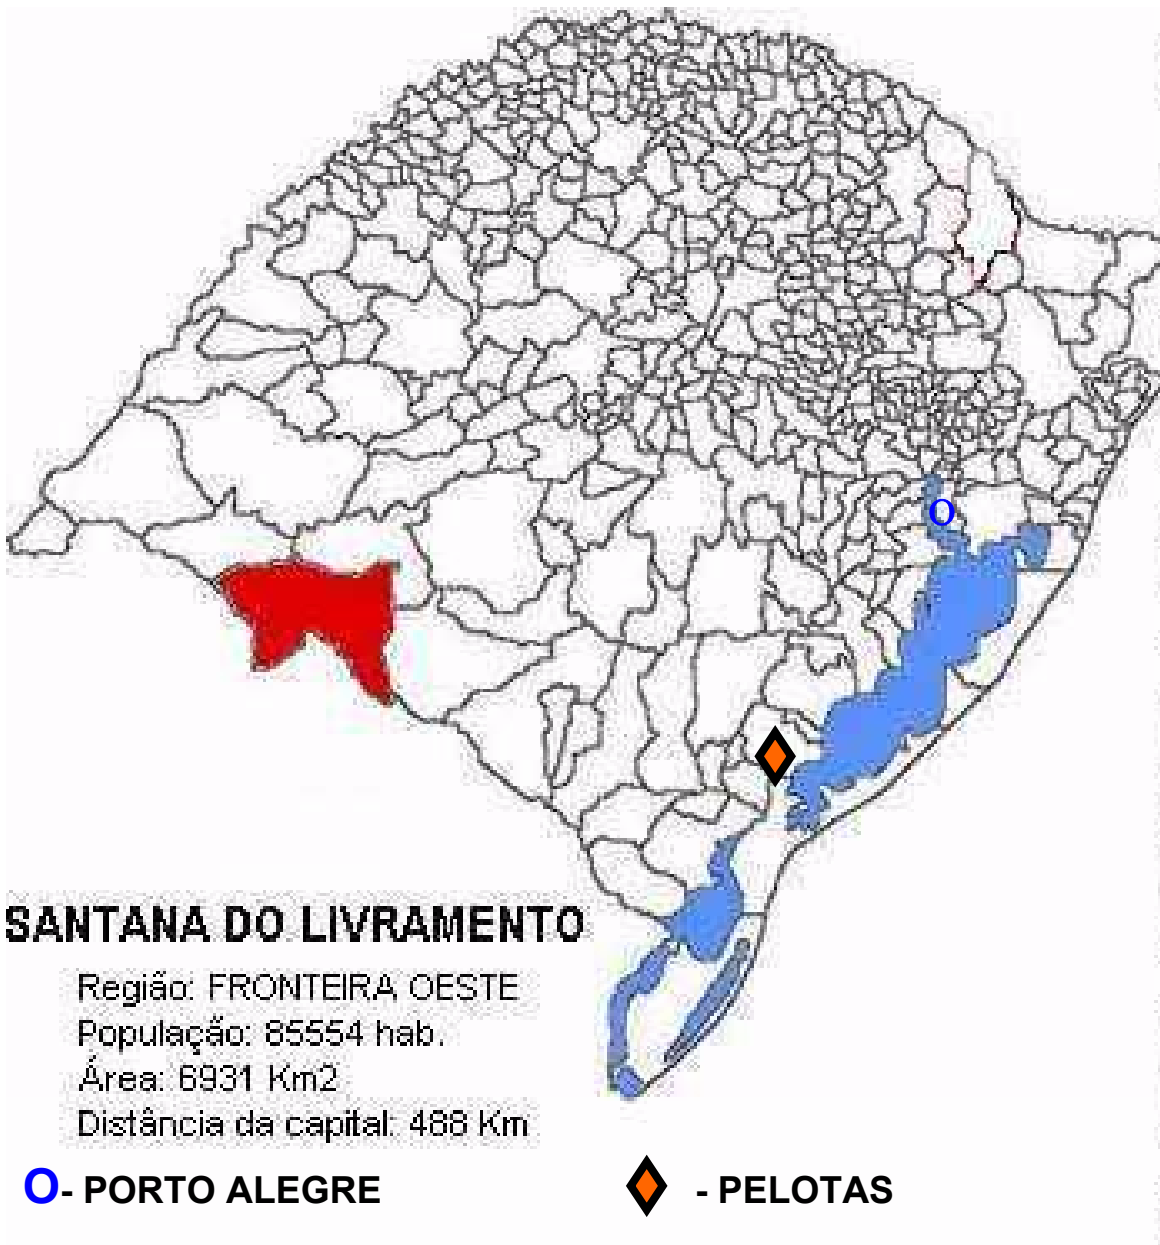 O
SANTANA DO LIVRAMENTO
Região: FRONTEIRA OESTE
População: 85554 hab.
Área: 6931 Km2
Distância da capital: 488 Km
O- PORTO ALEGRE
- PELOTAS